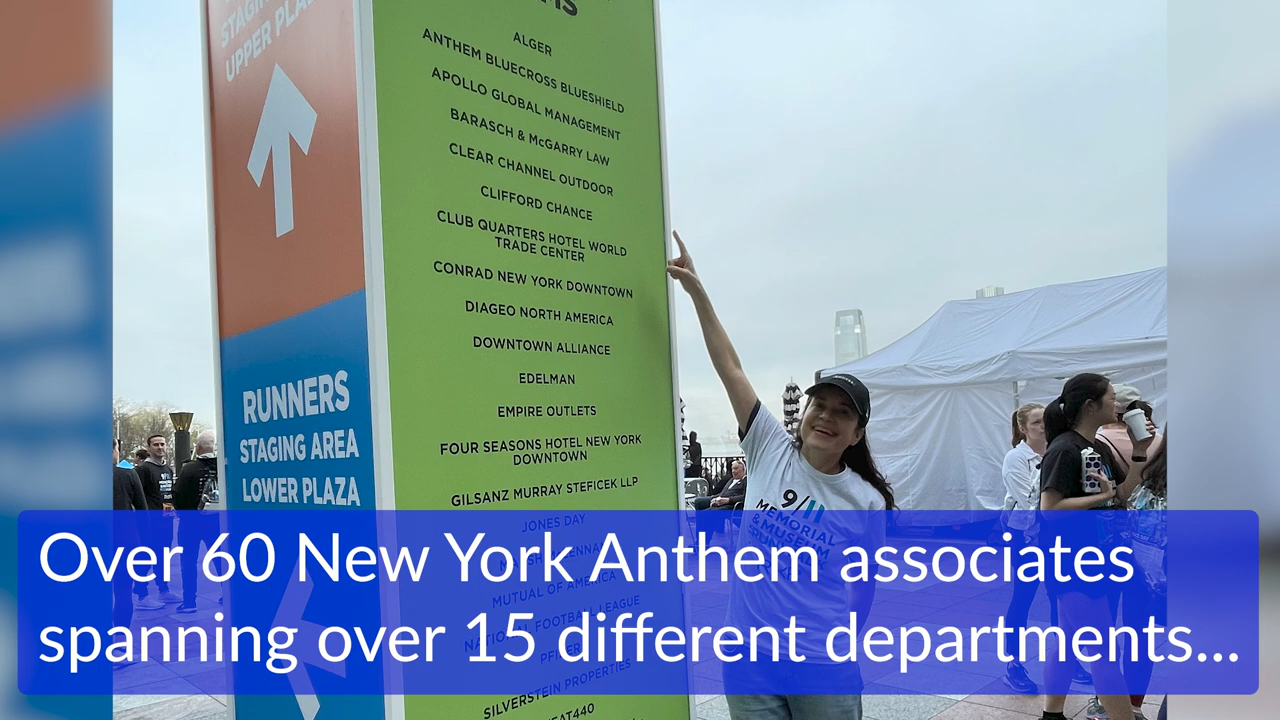 UPPER PLAZA
ALGER
ANTHEM BLUECROSS BLUESHIELD
APOLLO GLOBAL MANAGEMENT
BARASCH & McGARRY LAW
CLEAR CHANNEL OUTDOOR
CLIFFORD CHANCE
CLUB QUARTERS HOTEL WORLD
TRADE CENTER
CONRAD NEW YORK DOWNTOWN
DIAGEO NORTH AMERICA
DOWNTOWN ALLIANCE
EDELMAN
EMPIRE OUTLETS
FOUR SEASONS HOTEL NEW YORK
DOWNTOWN
GILSANZ MURRAY STEFICEK LLP
JONES DAY
MUTUAL OF AMERICA
NATIONAL FOOTBALL LEAGUE
PFIZER
SILVERSTEIN PROPERTIES
RUNNERS
STAGING AREA
LOWER PLAZA
9/11
MEMORIAL
& MUSEUM
Over 60 New York Anthem associates
spanning over 15 different departments...